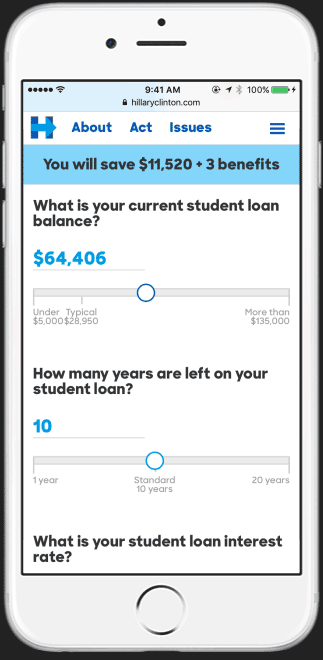 9:41 AM 100%
hillaryclinton.com
H About Act Issues
You will save $11,520 + 3 benefits
What is your current student loan
balance?
$64,406
Under Typical More than
$5,000 $28,950 $135,000
How many years are left on your
student loan?
10
1 year Standard 20 years
10 years
What is your student loan interest
rate?